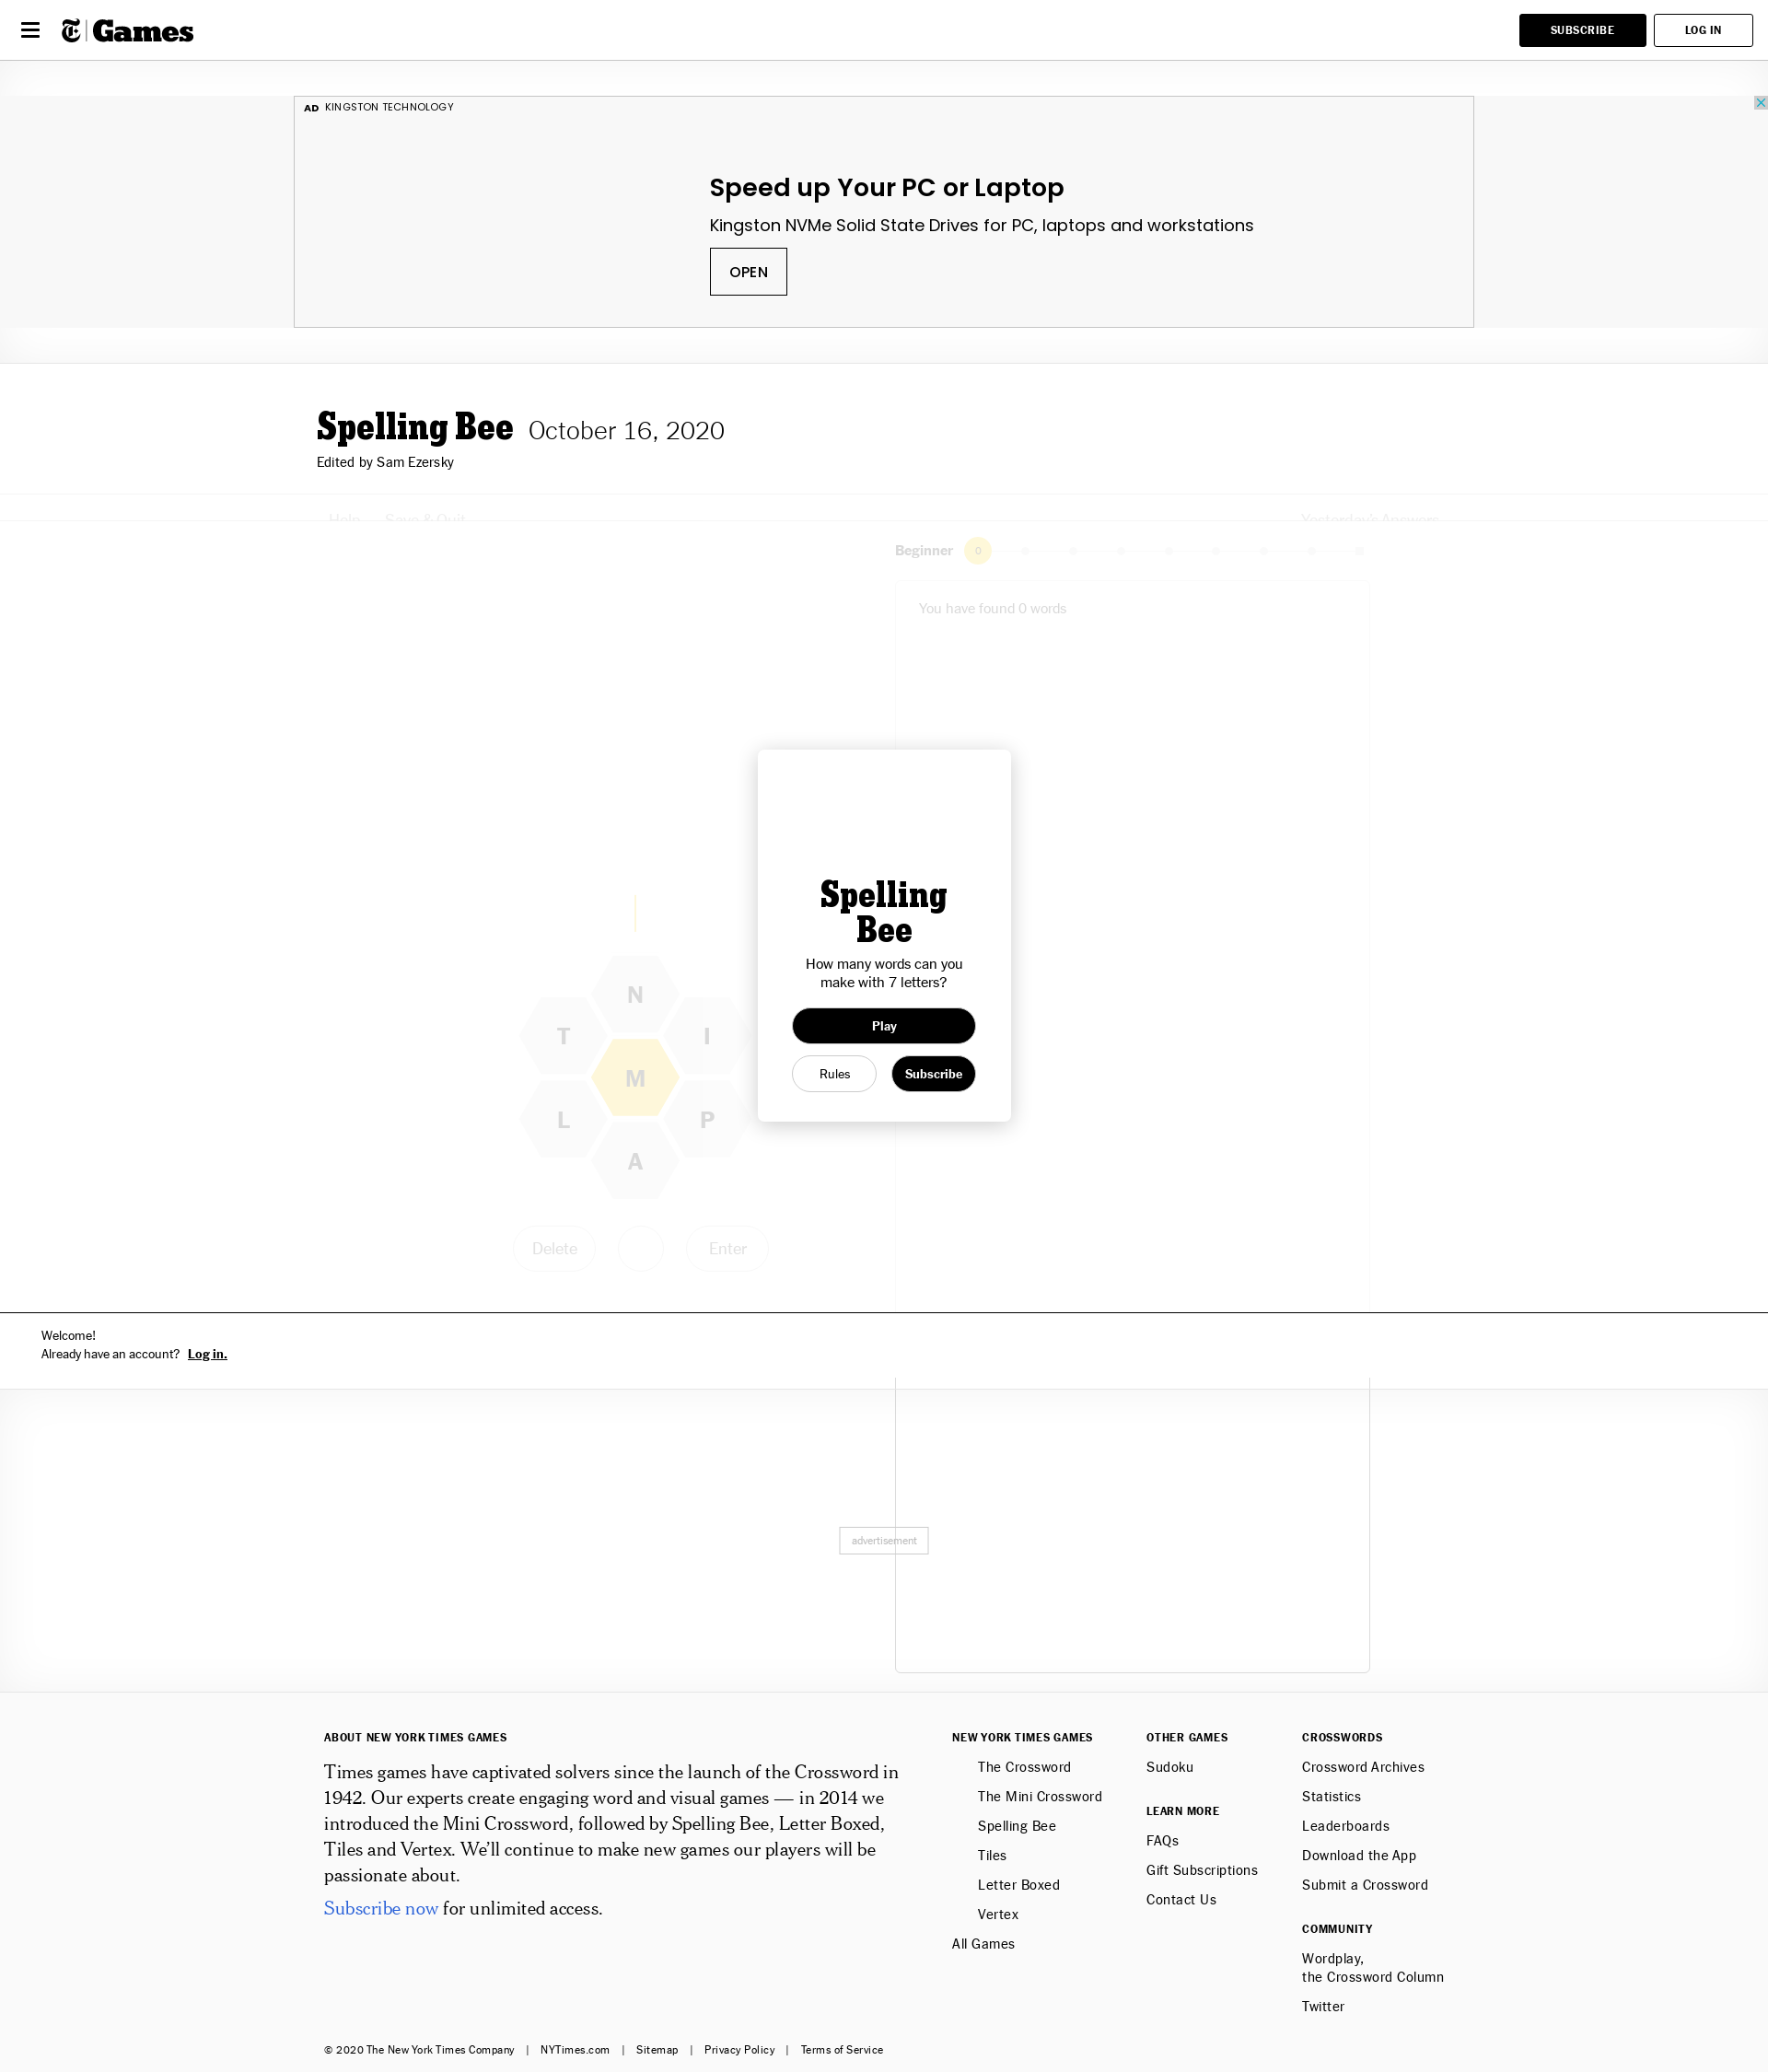 T Games
SUBSCRIBE
LOG IN
AD KINGSTON TECHNOLOGY
Speed up Your PC or Laptop
Kingston NVMe Solid State Drives for PC, laptops and workstations
OPEN
Spelling Bee October 16, 2020
Edited by Sam Ezersky
Help Save & Quit Yesterday's Answers
Beginner 0
You have found 0 words
N
T
I
M
L
P
A
Delete
Enter
Spelling
Bee
How many words can you
make with 7 letters?
Play
Rules
Subscribe
Welcome!
Already have an account? Log in.
advertisement
ABOUT NEW YORK TIMES GAMES
Times games have captivated solvers since the launch of the Crossword in
1942. Our experts create engaging word and visual games — in 2014 we
introduced the Mini Crossword, followed by Spelling Bee, Letter Boxed,
Tiles and Vertex. We’ll continue to make new games our players will be
passionate about.
Subscribe now for unlimited access.
NEW YORK TIMES GAMES
The Crossword
The Mini Crossword
Spelling Bee
Tiles
Letter Boxed
Vertex
All Games
OTHER GAMES
Sudoku
LEARN MORE
FAQs
Gift Subscriptions
Contact Us
CROSSWORDS
Crossword Archives
Statistics
Leaderboards
Download the App
Submit a Crossword
COMMUNITY
Wordplay,
the Crossword Column
Twitter
© 2020 The New York Times Company | NYTimes.com | Sitemap | Privacy Policy | Terms of Service